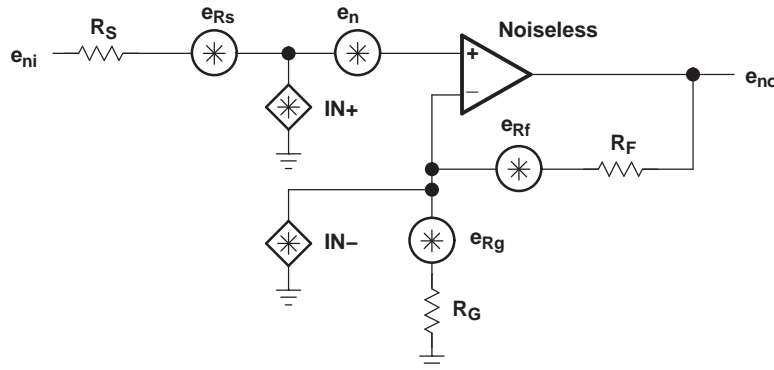 e_Rs
e_n
Noiseless
R_S
e_ni
+
IN+
−
e_no
e_Rf
R_F
IN−
e_Rg
R_G